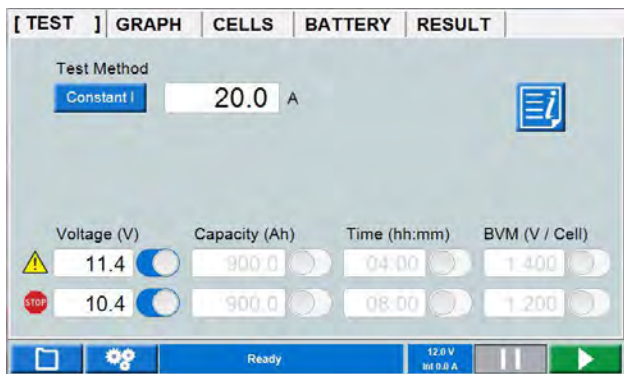 [ TEST ] GRAPH CELLS BATTERY RESULT
Test Method
Constant I 20.0 A
Voltage (V) Capacity (Ah) Time (hh:mm) BVM (V / Cell)
11.4 900.0 04:00 1.400
STOP 10.4 900.0 08:00 1.200
Ready 12.0 V
Int 0.0 A